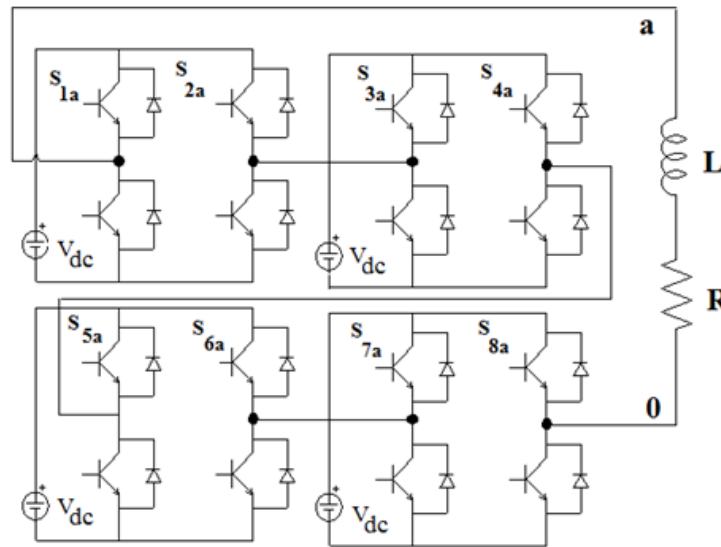 a
S1a
S2a
S3a
S4a
L
+
Vdc
+
Vdc
R
S5a
S6a
S7a
S8a
0
+
Vdc
+
Vdc